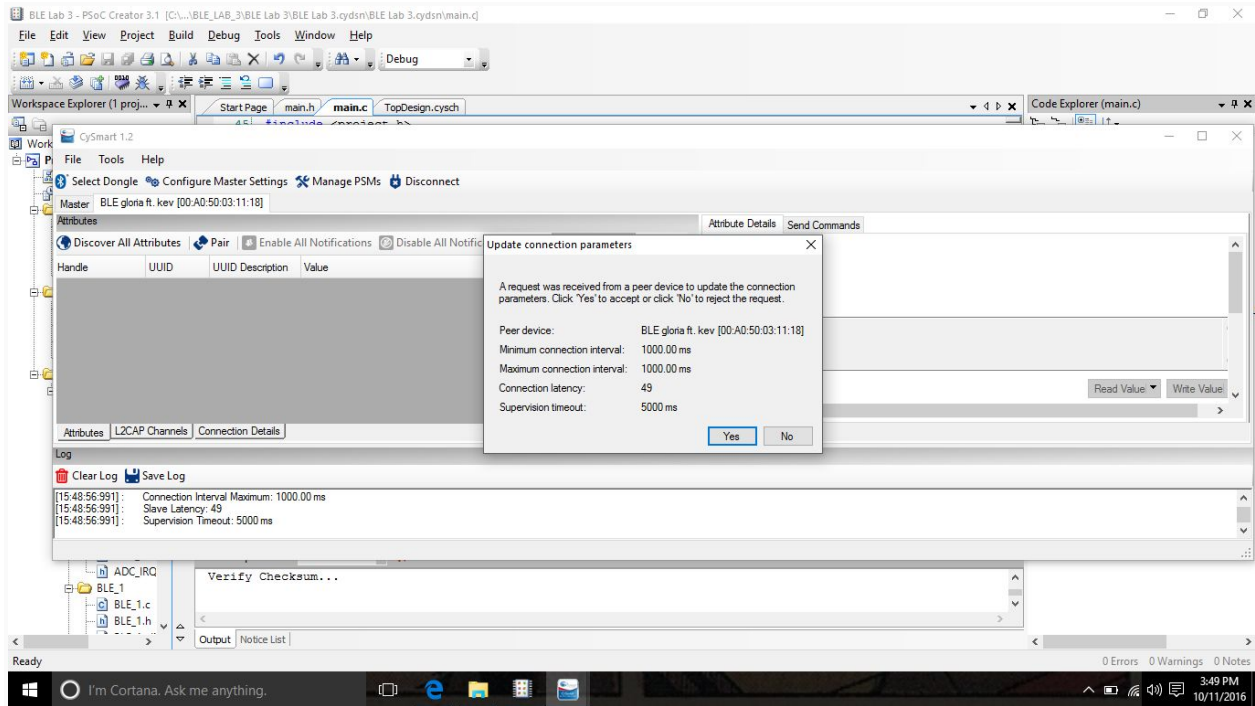 BLE Lab 3 - PSoC Creator 3.1 [C:\...\BLE_LAB_3\BLE Lab 3\BLE Lab 3.cydsn\BLE Lab 3.cydsn\main.c]
File Edit View Project Build Debug Tools Window Help
Debug
Workspace Explorer (1 proj...
Start Page main.h main.c TopDesign.cysch
Code Explorer (main.c)
45 #include <project.h>
Work
P
CySmart 1.2
File Tools Help
Select Dongle Configure Master Settings Manage PSMs Disconnect
Master BLE gloria ft. kev [00:A0:50:03:11:18]
Attributes
Attribute Details Send Commands
Discover All Attributes Pair Enable All Notifications Disable All Notific
Handle UUID UUID Description Value
Update connection parameters
A request was received from a peer device to update the connection
parameters. Click 'Yes' to accept or click 'No' to reject the request.
Peer device: BLE gloria ft. kev [00:A0:50:03:11:18]
Minimum connection interval: 1000.00 ms
Maximum connection interval: 1000.00 ms
Connection latency: 49
Supervision timeout: 5000 ms
Yes No
Read Value Write Value
Attributes L2CAP Channels Connection Details
Log
Clear Log Save Log
[15:48:56:991] : Connection Interval Maximum: 1000.00 ms
[15:48:56:991] : Slave Latency: 49
[15:48:56:991] : Supervision Timeout: 5000 ms
ADC_IRQ
BLE_1
BLE_1.c
BLE_1.h
Verify Checksum...
Output Notice List
Ready
0 Errors 0 Warnings 0 Notes
I'm Cortana. Ask me anything.
3:49 PM
10/11/2016